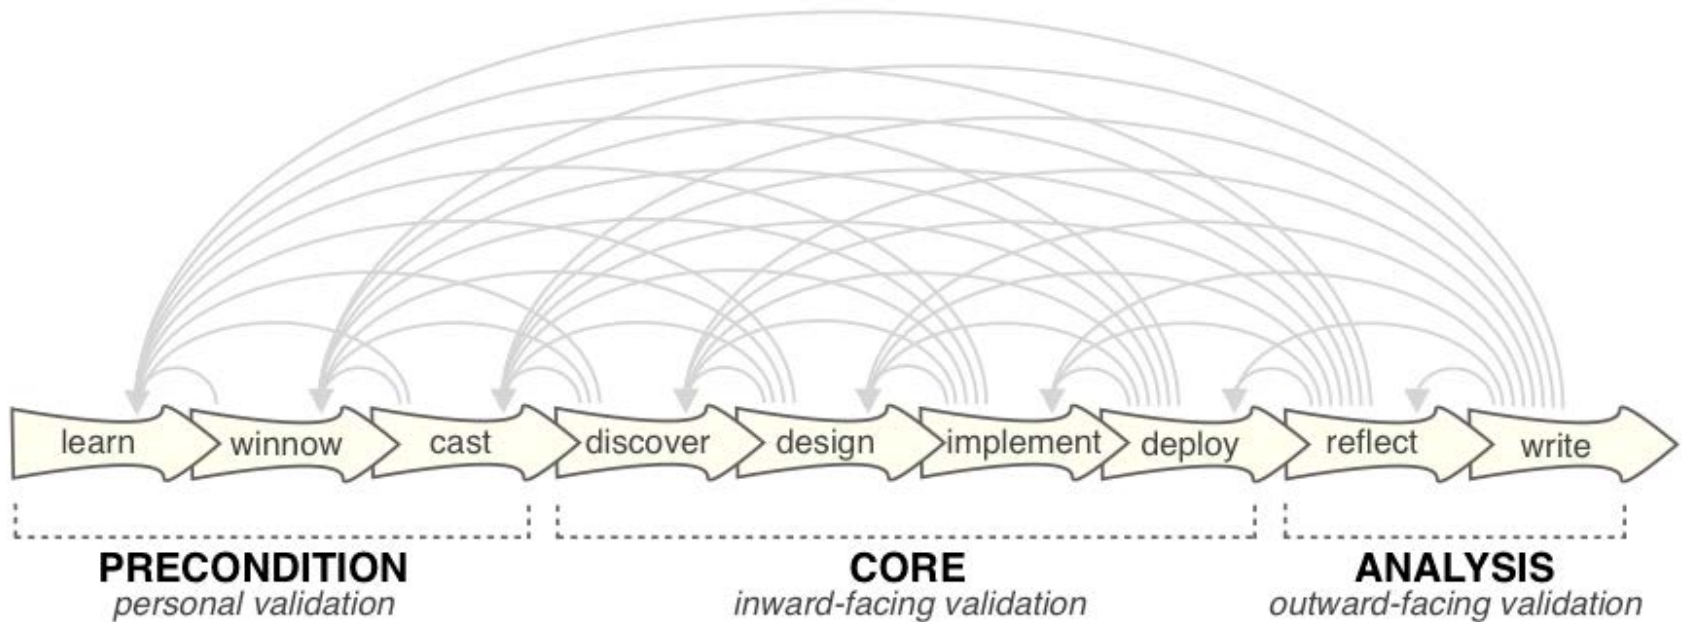 learn winnow cast discover design implement deploy reflect write
PRECONDITION CORE ANALYSIS
personal validation inward-facing validation outward-facing validation